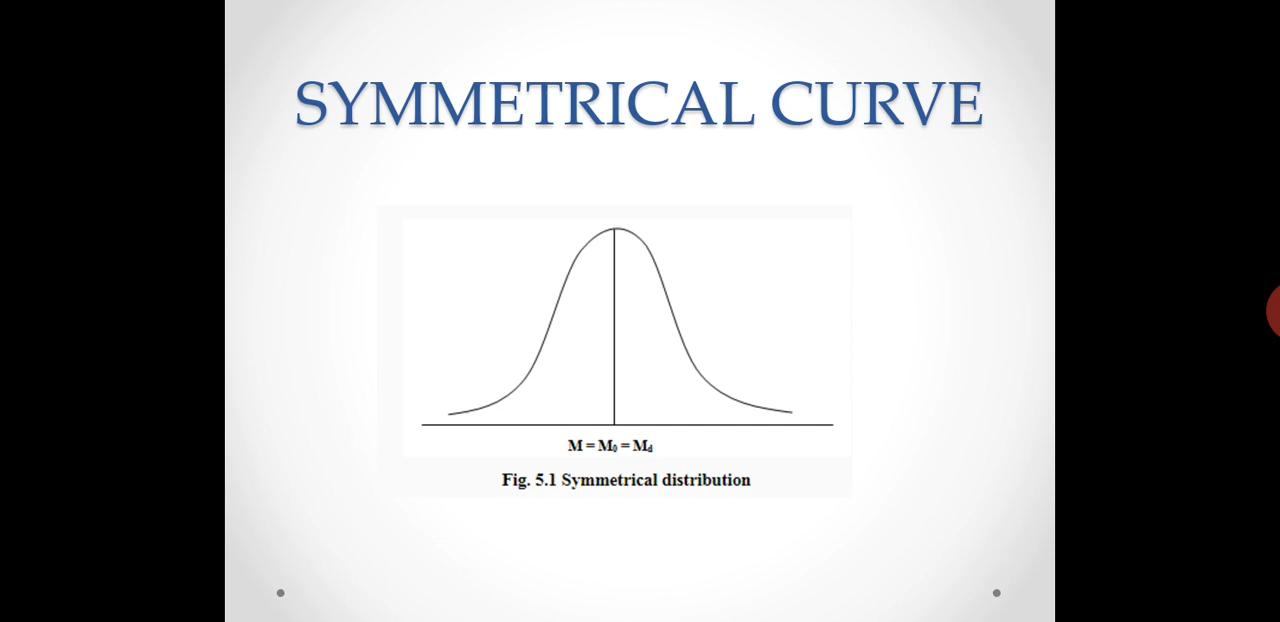 SYMMETRICAL CURVE
M = M₀ = Md
Fig. 5.1 Symmetrical distribution